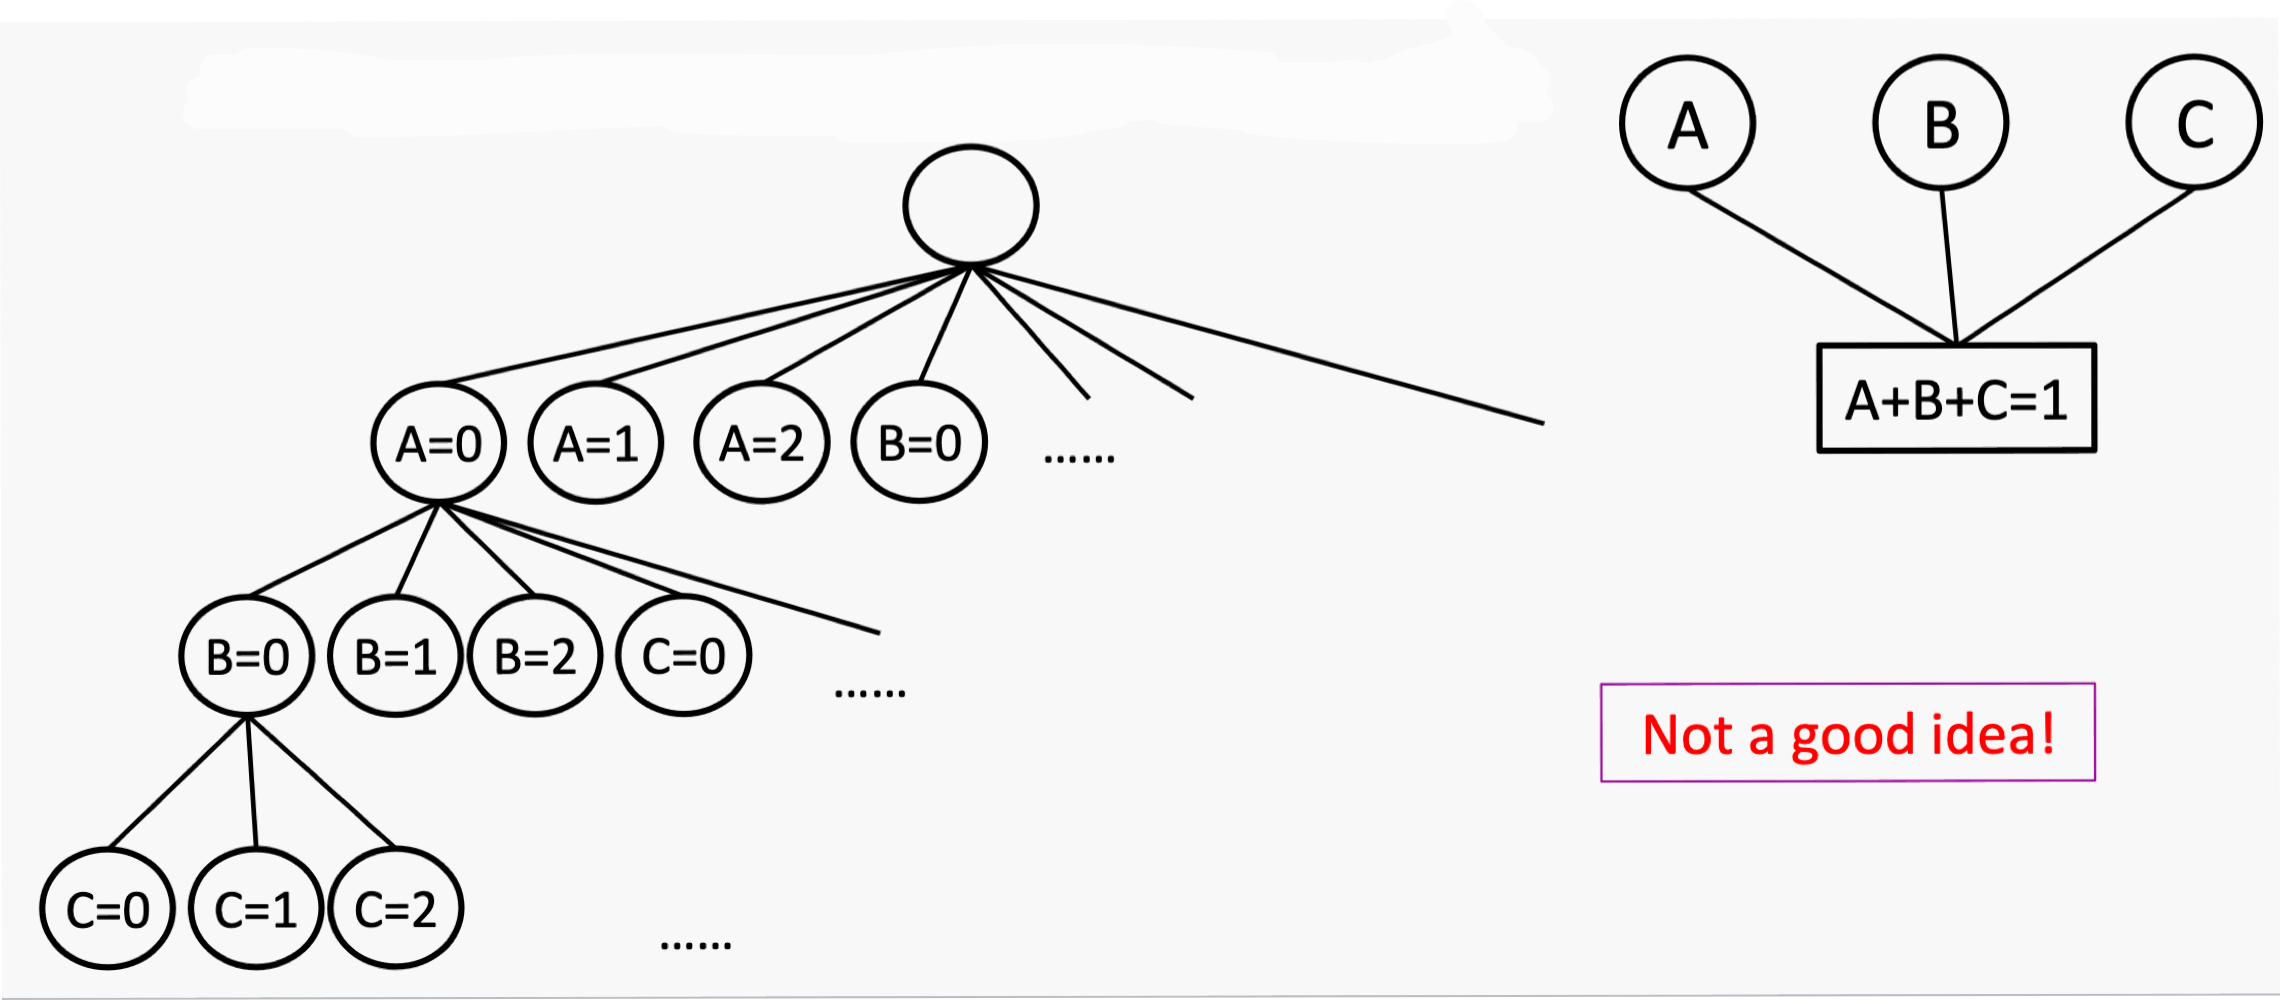 A B C
A+B+C=1
A=0 A=1 A=2 B=0 ......
B=0 B=1 B=2 C=0 ......
Not a good idea!
C=0 C=1 C=2 ......